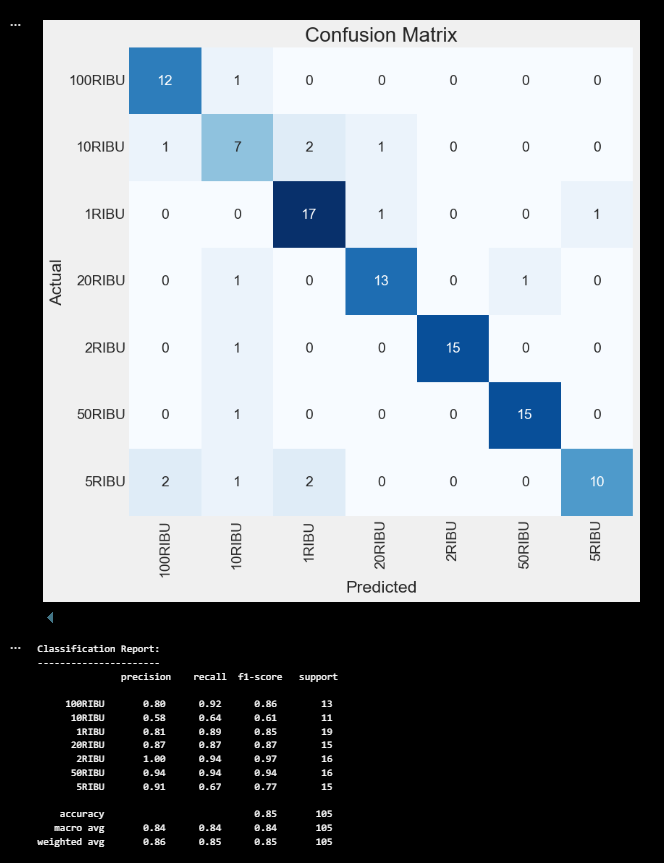 ...
Confusion Matrix
100RIBU 12 1 0 0 0 0 0
10RIBU 1 7 2 1 0 0 0
1RIBU 0 0 17 1 0 0 1
20RIBU 0 1 0 13 0 1 0
2RIBU 0 1 0 0 15 0 0
50RIBU 0 1 0 0 0 15 0
5RIBU 2 1 2 0 0 0 10
Actual
100RIBU 10RIBU 1RIBU 20RIBU 2RIBU 50RIBU 5RIBU
Predicted
...
Classification Report:
----------------------
precision recall f1-score support
100RIBU 0.80 0.92 0.86 13
10RIBU 0.58 0.64 0.61 11
1RIBU 0.81 0.89 0.85 19
20RIBU 0.87 0.87 0.87 15
2RIBU 1.00 0.94 0.97 16
50RIBU 0.94 0.94 0.94 16
5RIBU 0.91 0.67 0.77 15
accuracy 0.85 105
macro avg 0.84 0.84 0.84 105
weighted avg 0.86 0.85 0.85 105